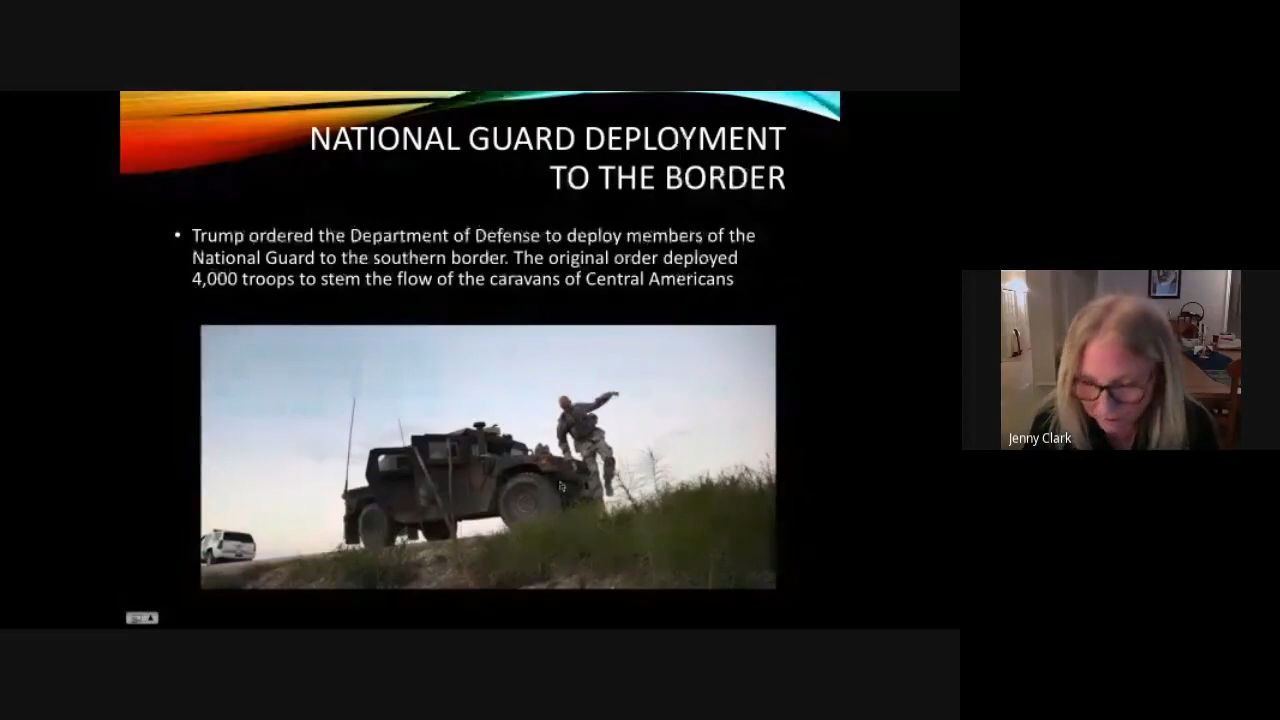 NATIONAL GUARD DEPLOYMENT
TO THE BORDER
• Trump ordered the Department of Defense to deploy members of the
National Guard to the southern border. The original order deployed
4,000 troops to stem the flow of the caravans of Central Americans
Jenny Clark